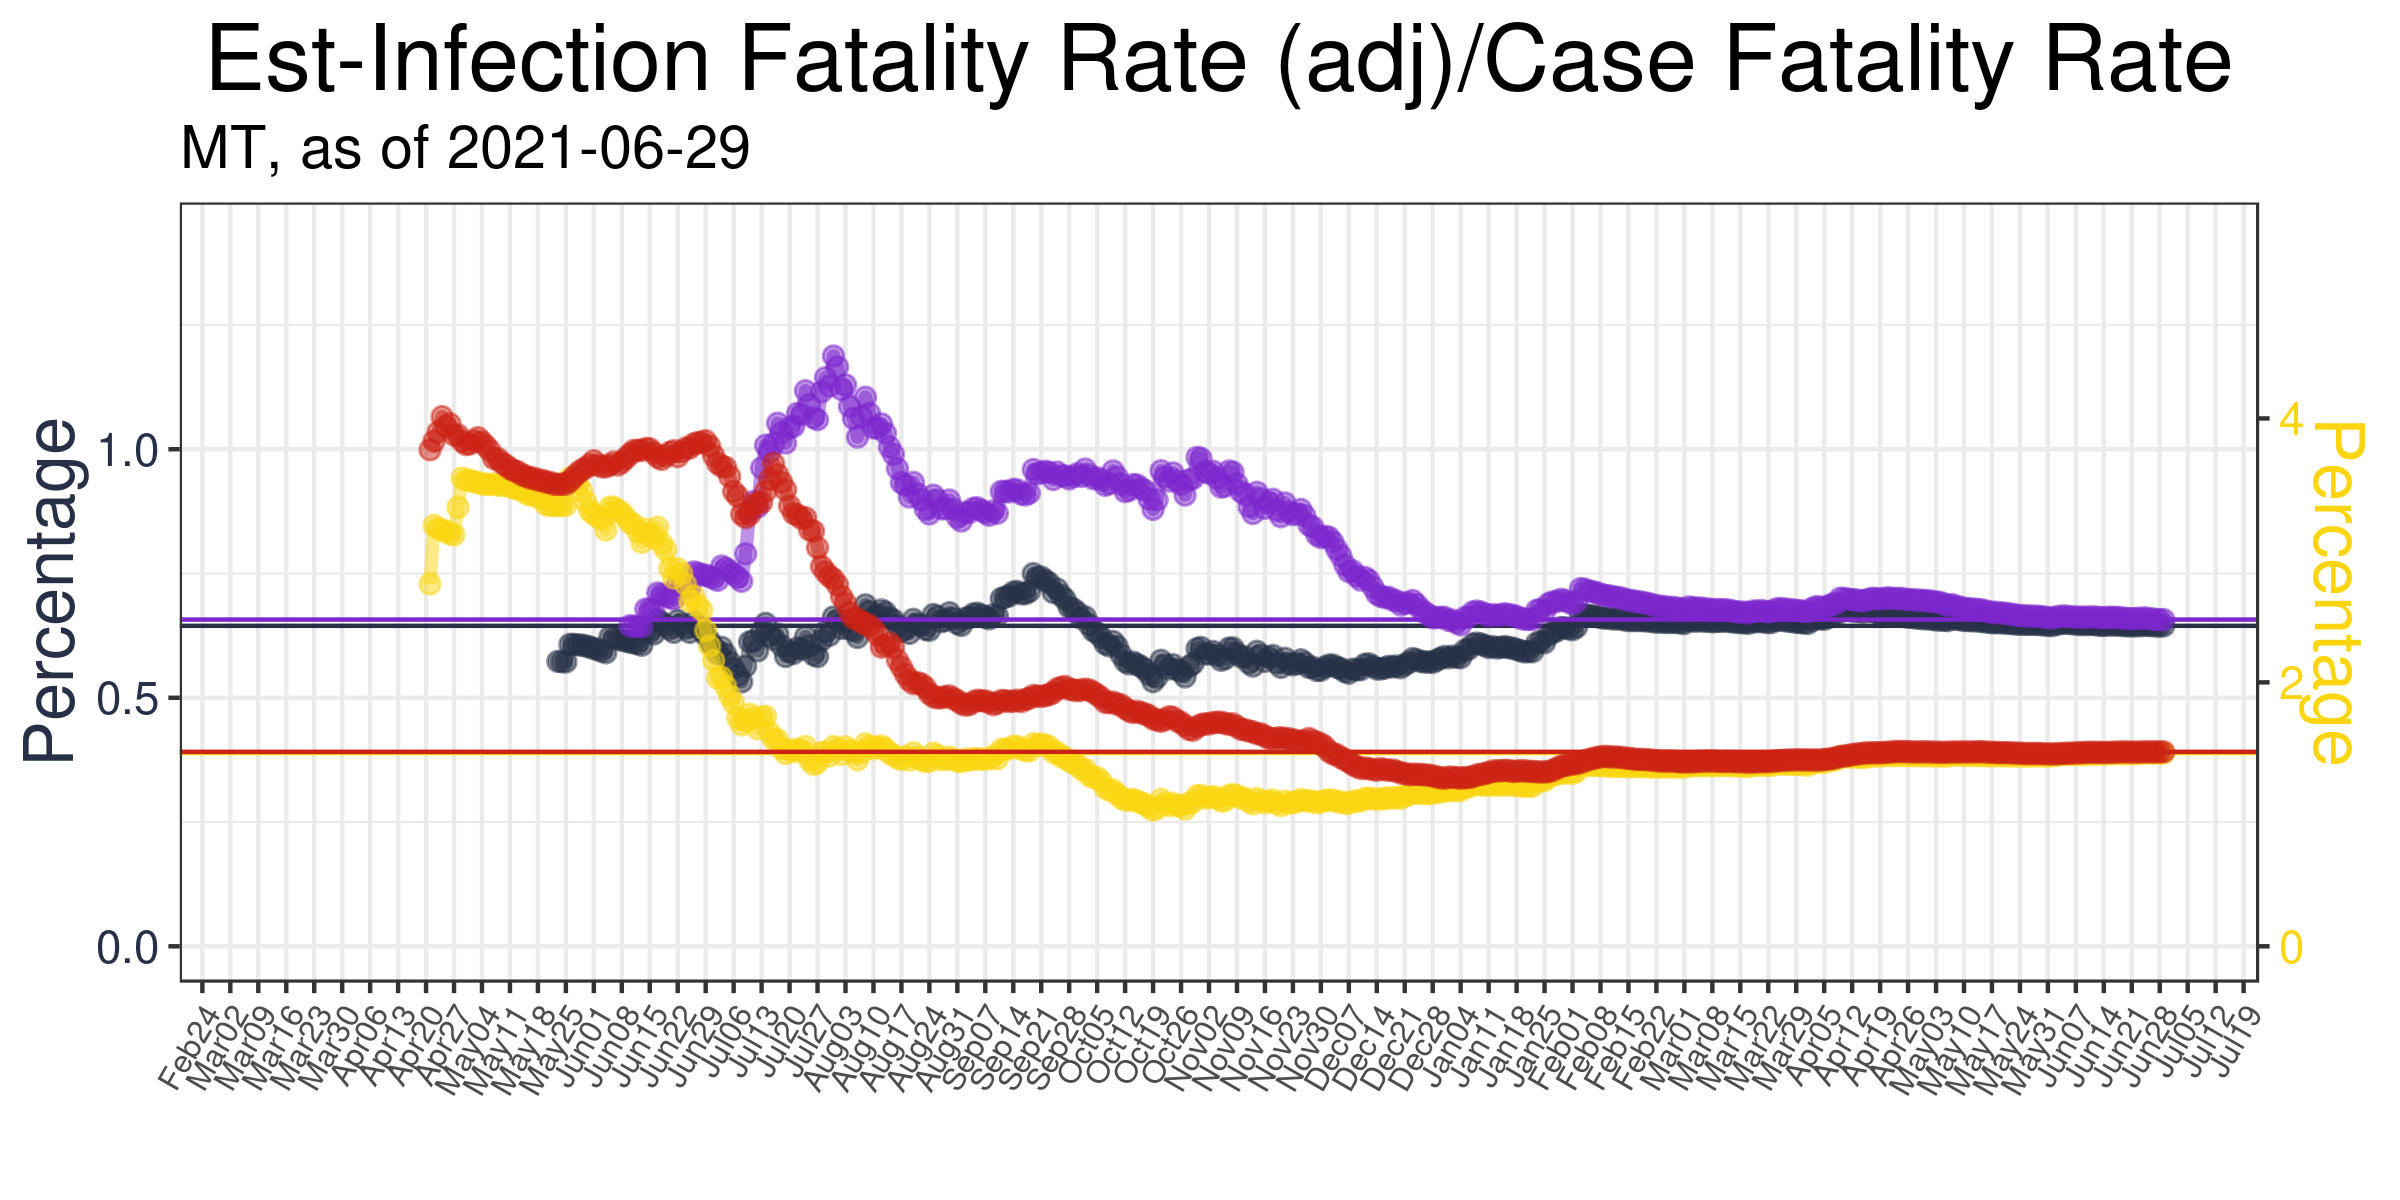 Est-Infection Fatality Rate (adj)/Case Fatality Rate
MT, as of 2021-06-29
Percentage
1.0
0.5
0.0
4
2
0
Percentage
Feb24
Mar02
Mar09
Mar16
Mar23
Mar30
Apr06
Apr13
Apr20
Apr27
May04
May11
May18
May25
Jun01
Jun08
Jun15
Jun22
Jun29
Jul06
Jul13
Jul20
Jul27
Aug03
Aug10
Aug17
Aug24
Aug31
Sep07
Sep14
Sep21
Sep28
Oct05
Oct12
Oct19
Oct26
Nov02
Nov09
Nov16
Nov23
Nov30
Dec07
Dec14
Dec21
Dec28
Jan04
Jan11
Jan18
Jan25
Feb01
Feb08
Feb15
Feb22
Mar01
Mar08
Mar15
Mar22
Mar29
Apr05
Apr12
Apr19
Apr26
May03
May10
May17
May24
May31
Jun07
Jun14
Jun21
Jun28
Jul05
Jul12
Jul19